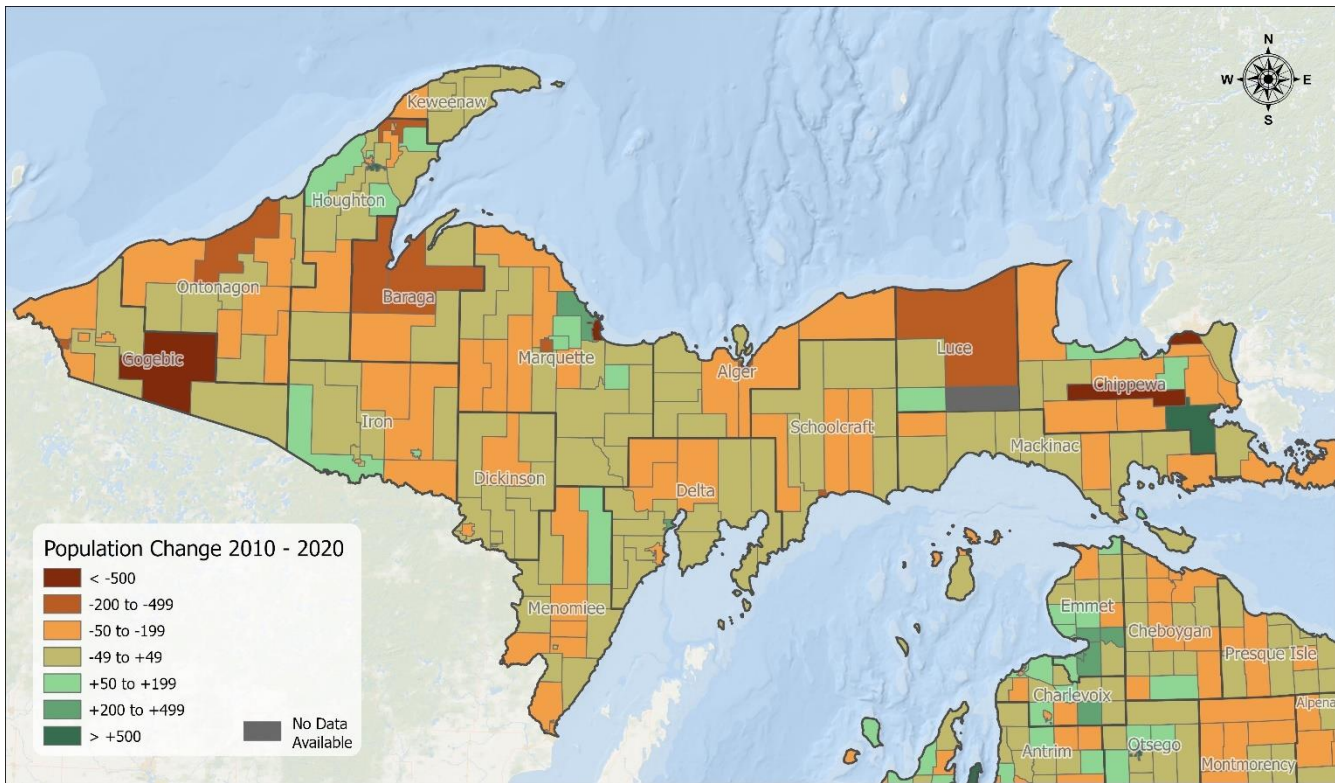 N
W E
S
Keweenaw
Houghton
Ontonagon
Baraga
Gogebic
Marquette
Alger
Luce
Chippewa
Iron
Schoolcraft
Mackinac
Dickinson
Delta
Menomiee
Emmet
Cheboygan
Presque Isle
Charlevoix
Alpena
Antrim
Otsego
Montmorency
Population Change 2010 - 2020
< -500
-200 to -499
-50 to -199
-49 to +49
+50 to +199
+200 to +499
> +500
No Data
Available